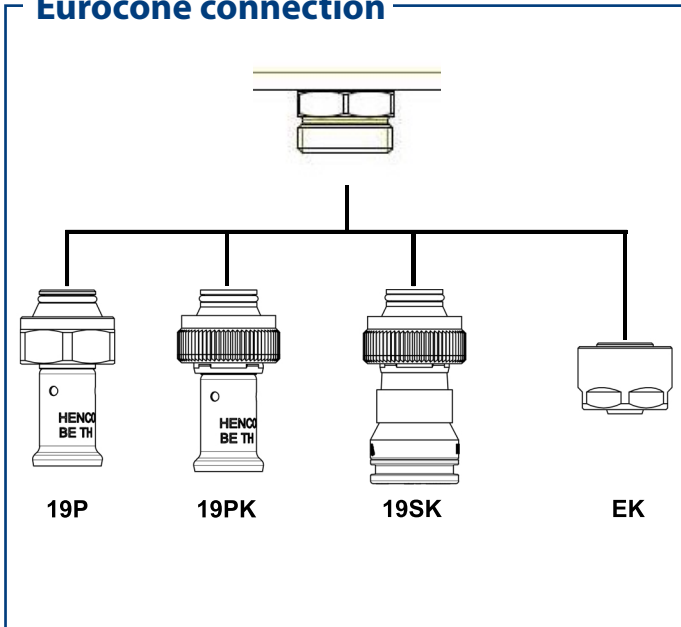 Eurocone connection
HENCO
BE TH
HENCO
BE TH
19P
19PK
19SK
EK